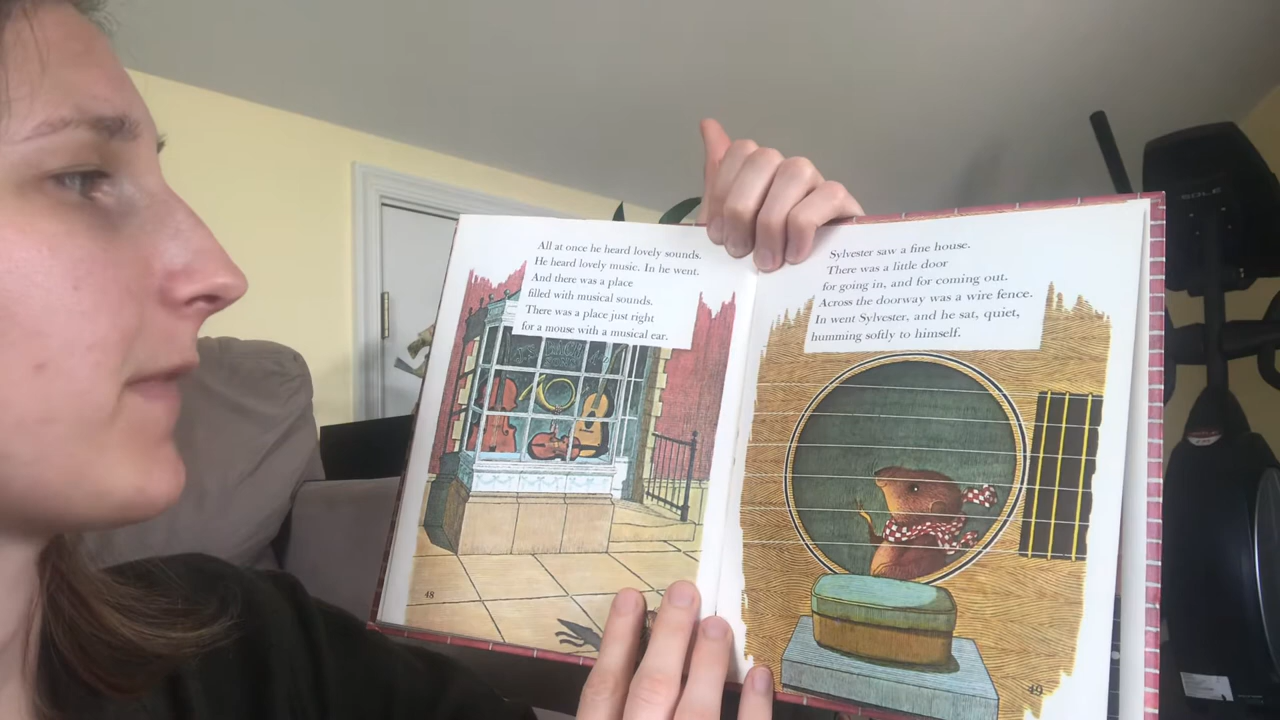 All at once he heard lovely sounds.
He heard lovely music. In he went.
And there was a place
filled with musical sounds.
There was a place just right
for a mouse with a musical ear.
48
Sylvester saw a fine house.
There was a little door
for going in, and for coming out.
Across the doorway was a wire fence.
In went Sylvester, and he sat, quiet,
humming softly to himself.
49
SOLE